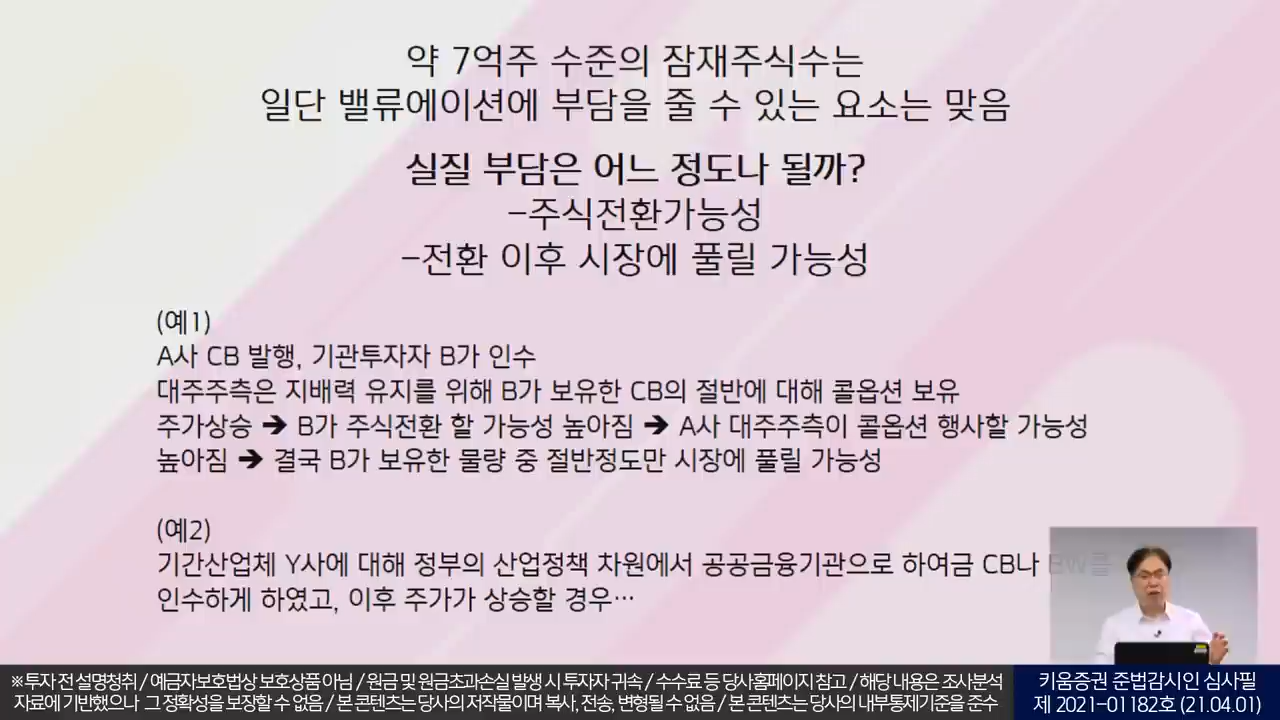 약 7억주 수준의 잠재주식수는
일단 밸류에이션에 부담을 줄 수 있는 요소는 맞음
실질 부담은 어느 정도나 될까?
-주식전환가능성
-전환 이후 시장에 풀릴 가능성
(예1)
A사 CB 발행, 기관투자자 B가 인수
대주주측은 지배력 유지를 위해 B가 보유한 CB의 절반에 대해 콜옵션 보유
주가상승 ➔ B가 주식전환 할 가능성 높아짐 ➔ A사 대주주측이 콜옵션 행사할 가능성
높아짐 ➔ 결국 B가 보유한 물량 중 절반정도만 시장에 풀릴 가능성
(예2)
기간산업체 Y사에 대해 정부의 산업정책 차원에서 공공금융기관으로 하여금 CB나 BW를
인수하게 하였고, 이후 주가가 상승할 경우…
※투자 전 설명청취 / 예금자보호법상 보호상품 아님 / 원금 및 원금초과손실 발생 시 투자자 귀속 / 수수료 등 당사홈페이지 참고 / 해당 내용은 조사분석
자료에 기반했으나 그 정확성을 보장할 수 없음 / 본 콘텐츠는 당사의 저작물이며 복사, 전송, 변형될 수 없음 / 본 콘텐츠는 당사의 내부통제기준을 준수
키움증권 준법감시인 심사필
제 2021-01182호 (21.04.01)